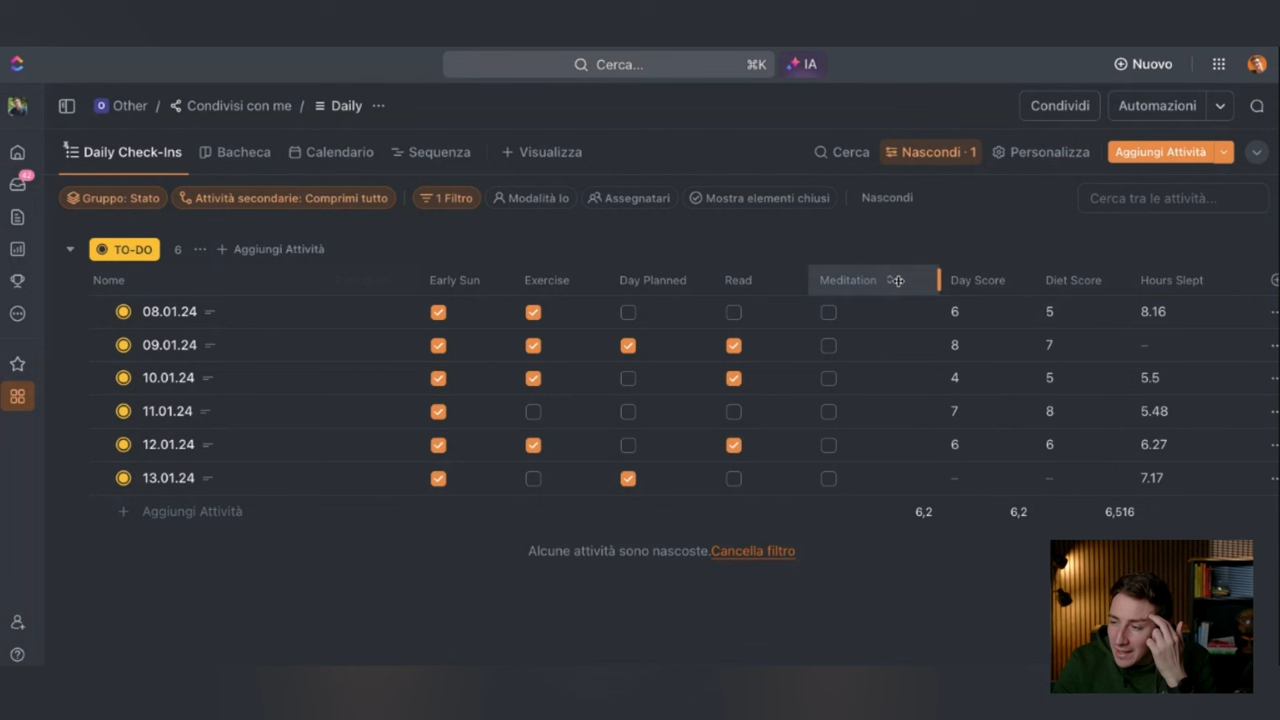 Cerca... ⌘K IA Nuovo
Other / Condivisi con me / Daily ... Condividi Automazioni
Daily Check-Ins Bacheca Calendario Sequenza + Visualizza Cerca Nascondi · 1 Personalizza Aggiungi Attività
42
Gruppo: Stato Attività secondarie: Comprimi tutto 1 Filtro Modalità Io Assegnatari Mostra elementi chiusi Nascondi Cerca tra le attività...
TO-DO 6 ... + Aggiungi Attività
Nome Early Sun Exercise Day Planned Read Meditation Day Score Diet Score Hours Slept
08.01.24 6 5 8.16
09.01.24 8 7 –
10.01.24 4 5 5.5
11.01.24 7 8 5.48
12.01.24 6 6 6.27
13.01.24 – – 7.17
+ Aggiungi Attività 6,2 6,2 6,516
Alcune attività sono nascoste.Cancella filtro